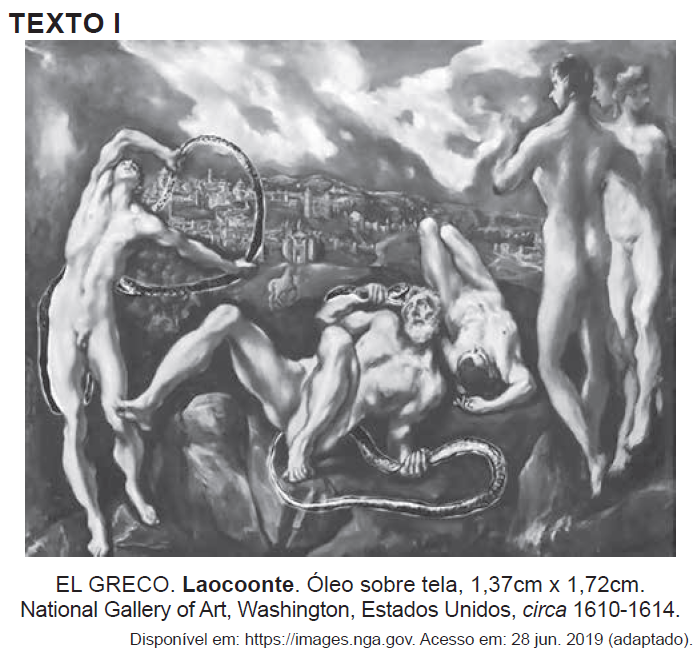 TEXTO I
EL GRECO. Laocoonte. Óleo sobre tela, 1,37cm x 1,72cm.
National Gallery of Art, Washington, Estados Unidos, circa 1610-1614.
Disponível em: https://images.nga.gov. Acesso em: 28 jun. 2019 (adaptado).